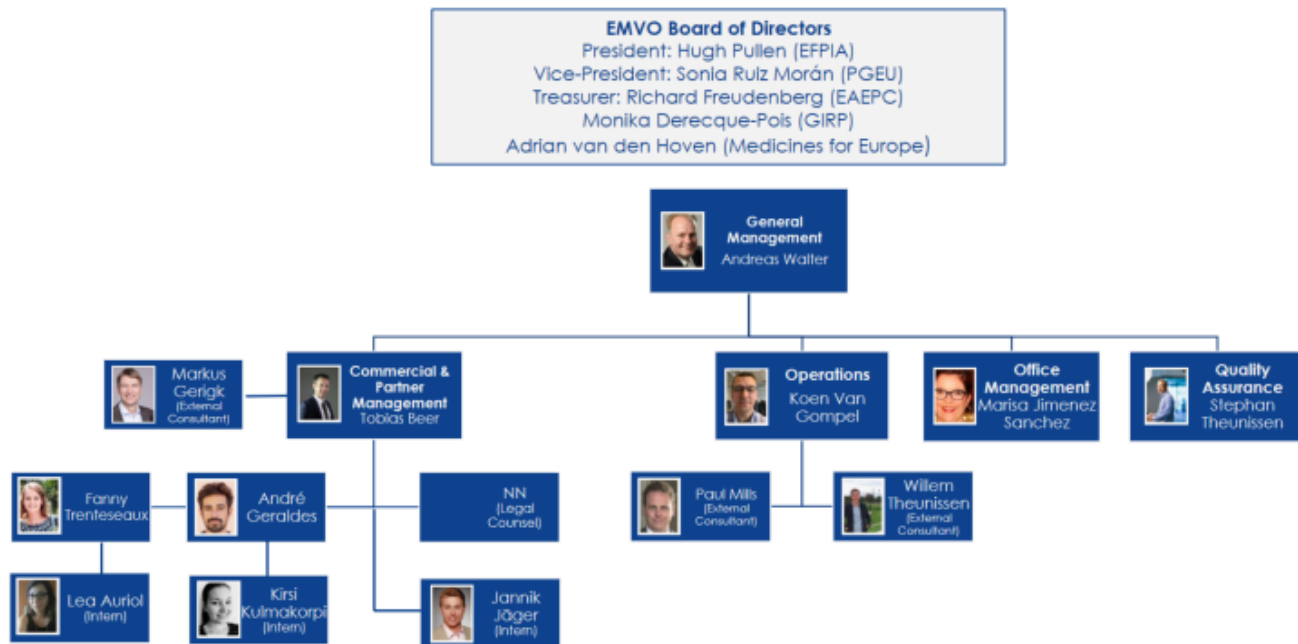 EMVO Board of Directors
President: Hugh Pullen (EFPIA)
Vice-President: Sonia Ruiz Morán (PGEU)
Treasurer: Richard Freudenberg (EAEPC)
Monika Derecque-Pois (GIRP)
Adrian van den Hoven (Medicines for Europe)
General
Management
Andreas Walter
Markus
Gerigk
(External
Consultant)
Commercial &
Partner
Management
Tobias Beer
Operations
Koen Van
Gompel
Office
Management
Marisa Jimenez
Sanchez
Quality
Assurance
Stephan
Theunissen
Fanny
Trenteseaux
André
Geraldes
NN
(Legal
Counsel)
Paul Mills
(External
Consultant)
Willem
Theunissen
(External
Consultant)
Lea Auriol
(Intern)
Kirsi
Kulmakorpi
(Intern)
Jannik
Jäger
(Intern)